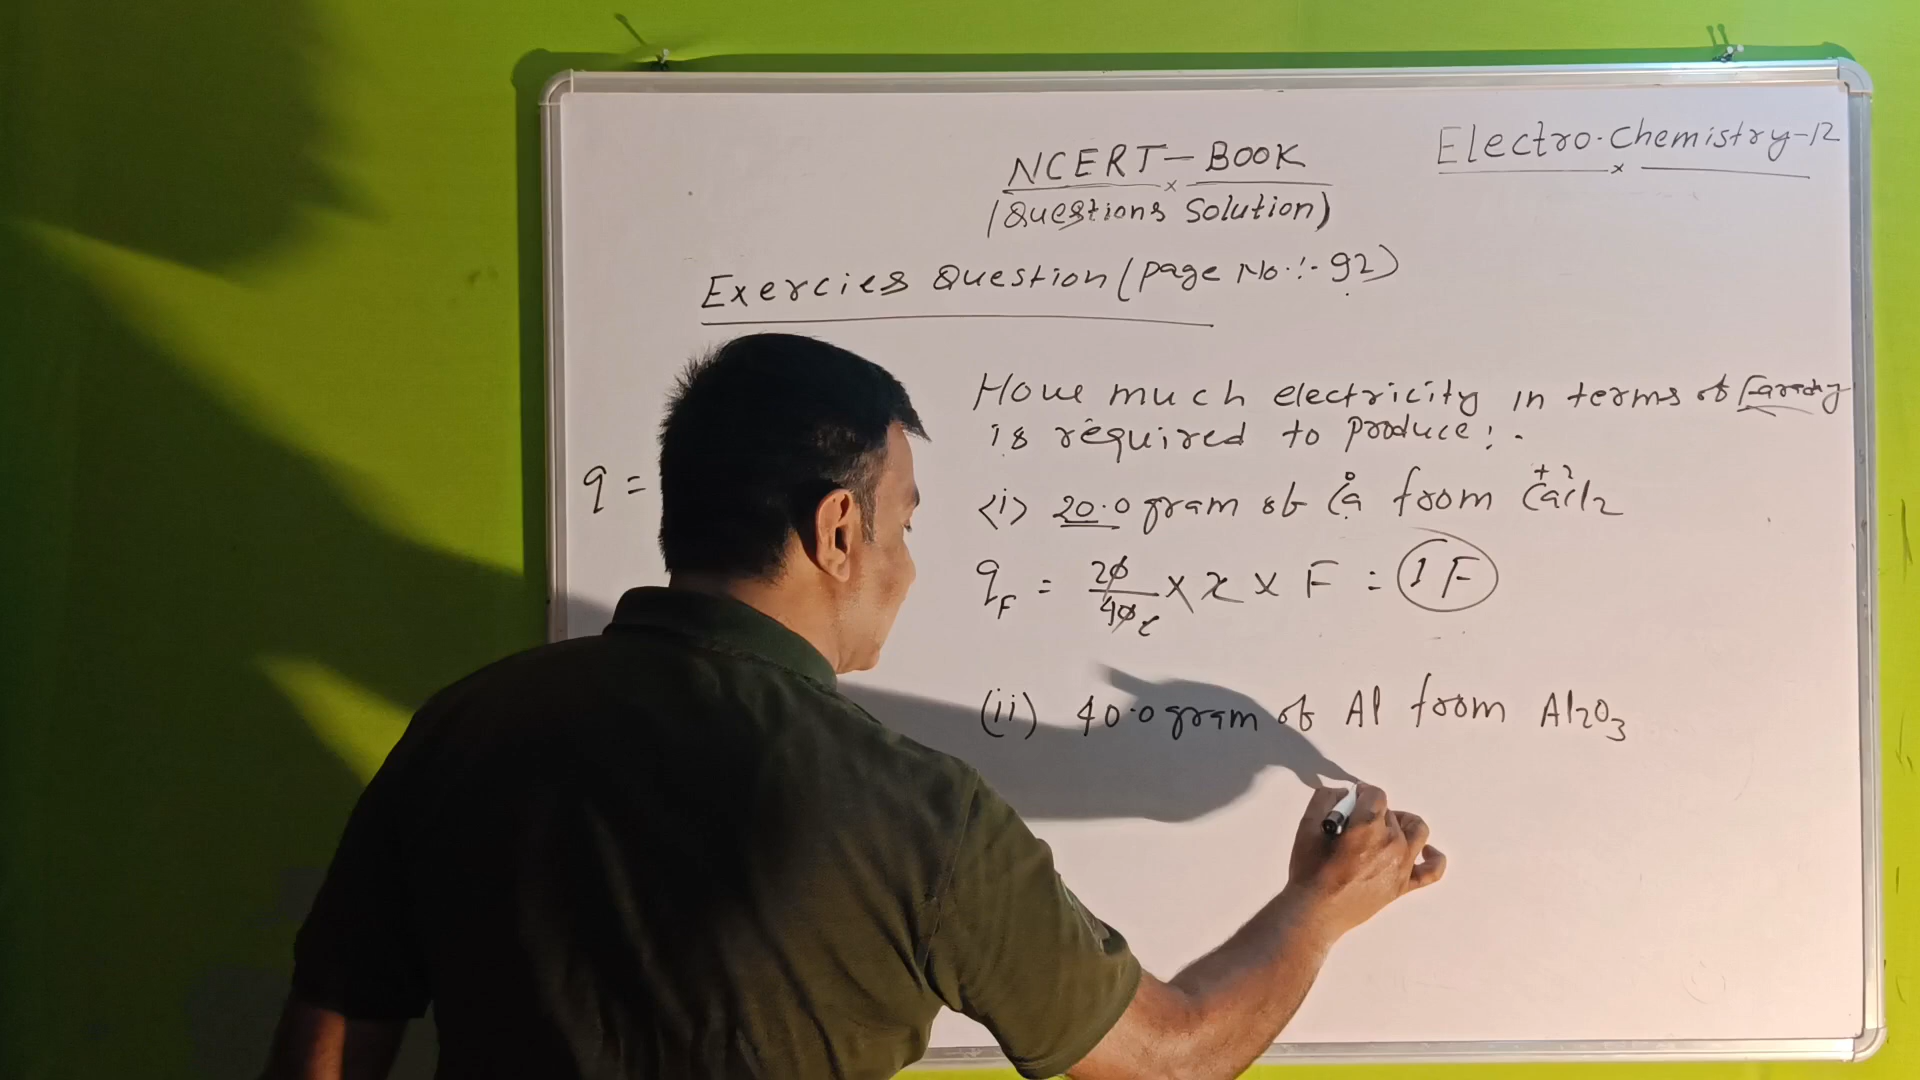 Electro-Chemistry-12
NCERT-BOOK
(Questions Solution)
Exercies Question (Page No:- 92)
How much electricity in terms of Faraday
is required to produce:-
(i) 20.0 gram of Ca from CaCl2
q =
qF = 20/40 x 2 x F = 1 F
(ii) 40.0 gram of Al from Al2O3